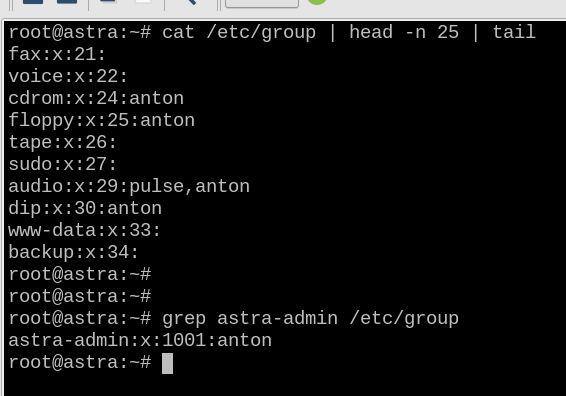 root@astra:~# cat /etc/group | head -n 25 | tail
fax:x:21:
voice:x:22:
cdrom:x:24:anton
floppy:x:25:anton
tape:x:26:
sudo:x:27:
audio:x:29:pulse,anton
dip:x:30:anton
www-data:x:33:
backup:x:34:
root@astra:~#
root@astra:~#
root@astra:~# grep astra-admin /etc/group
astra-admin:x:1001:anton
root@astra:~#